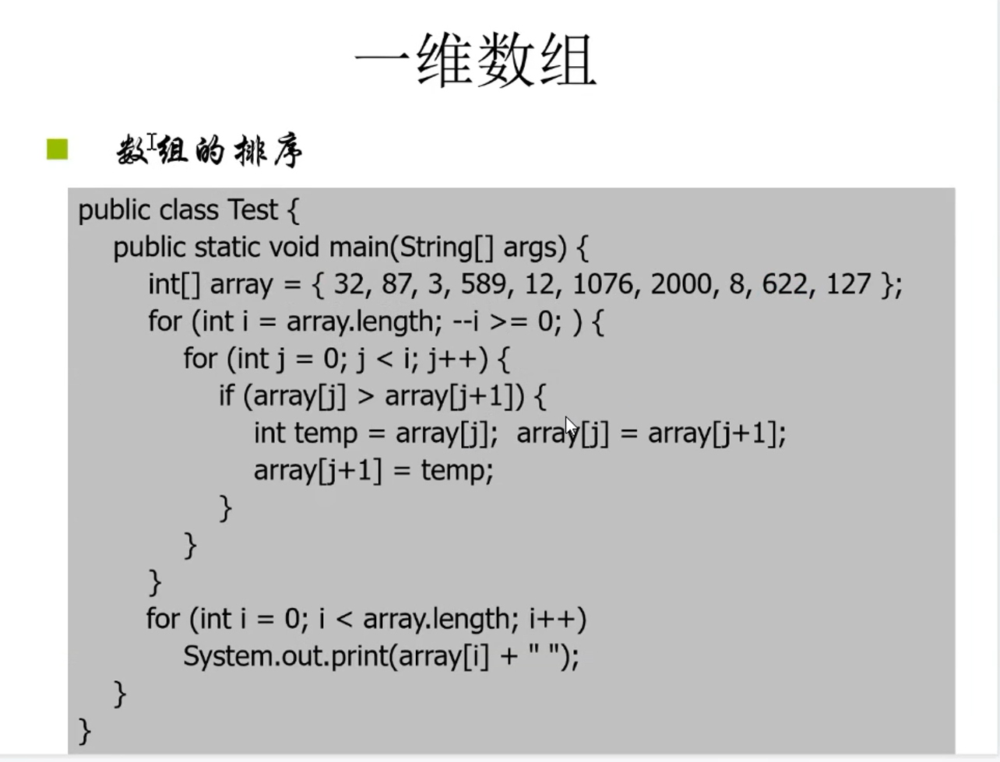 一维数组
数组的排序
public class Test {
public static void main(String[] args) {
int[] array = { 32, 87, 3, 589, 12, 1076, 2000, 8, 622, 127 };
for (int i = array.length; --i >= 0; ) {
for (int j = 0; j < i; j++) {
if (array[j] > array[j+1]) {
int temp = array[j];  array[j] = array[j+1];
array[j+1] = temp;
}
}
}
for (int i = 0; i < array.length; i++)
System.out.print(array[i] + " ");
}
}